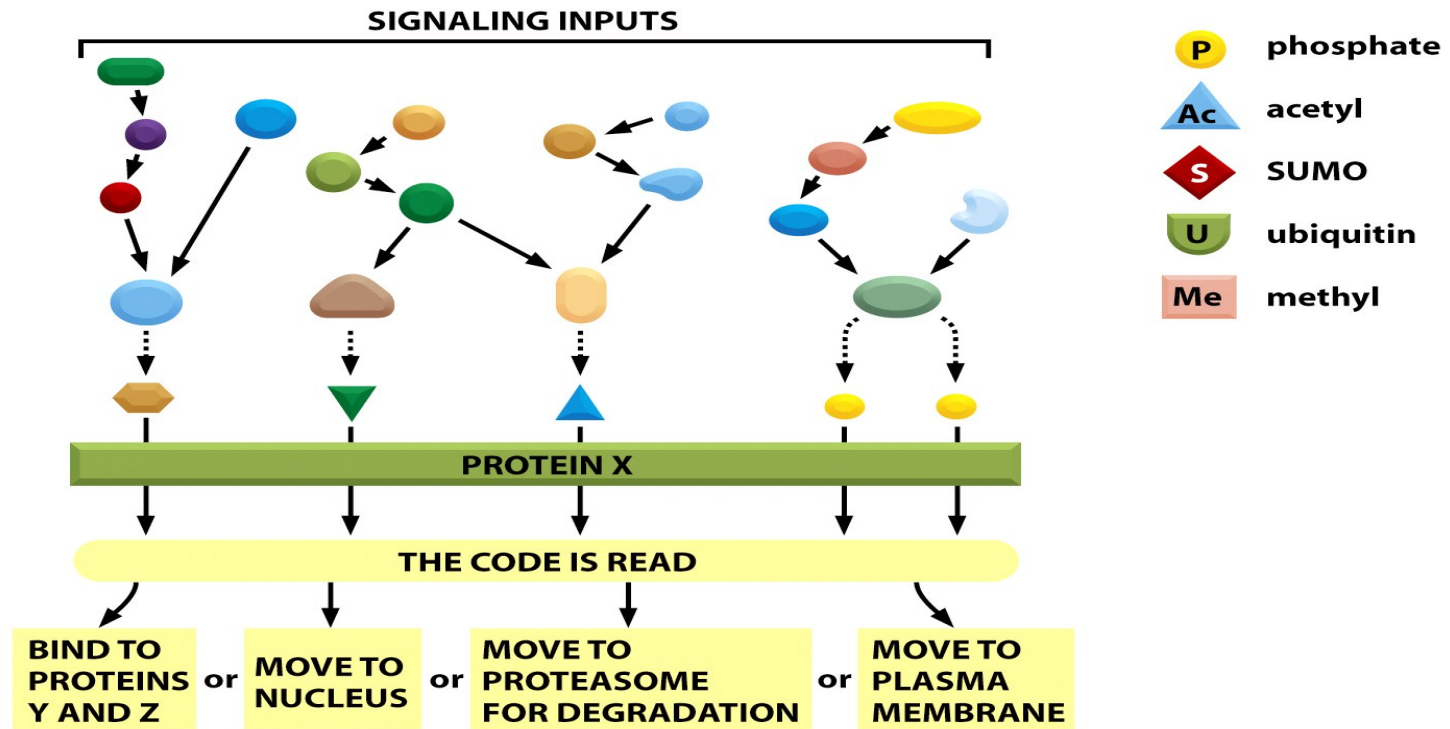 SIGNALING INPUTS
P phosphate
Ac acetyl
S SUMO
U ubiquitin
Me methyl
PROTEIN X
THE CODE IS READ
BIND TO
PROTEINS
Y AND Z
or
MOVE TO
NUCLEUS
or
MOVE TO
PROTEASOME
FOR DEGRADATION
or
MOVE TO
PLASMA
MEMBRANE